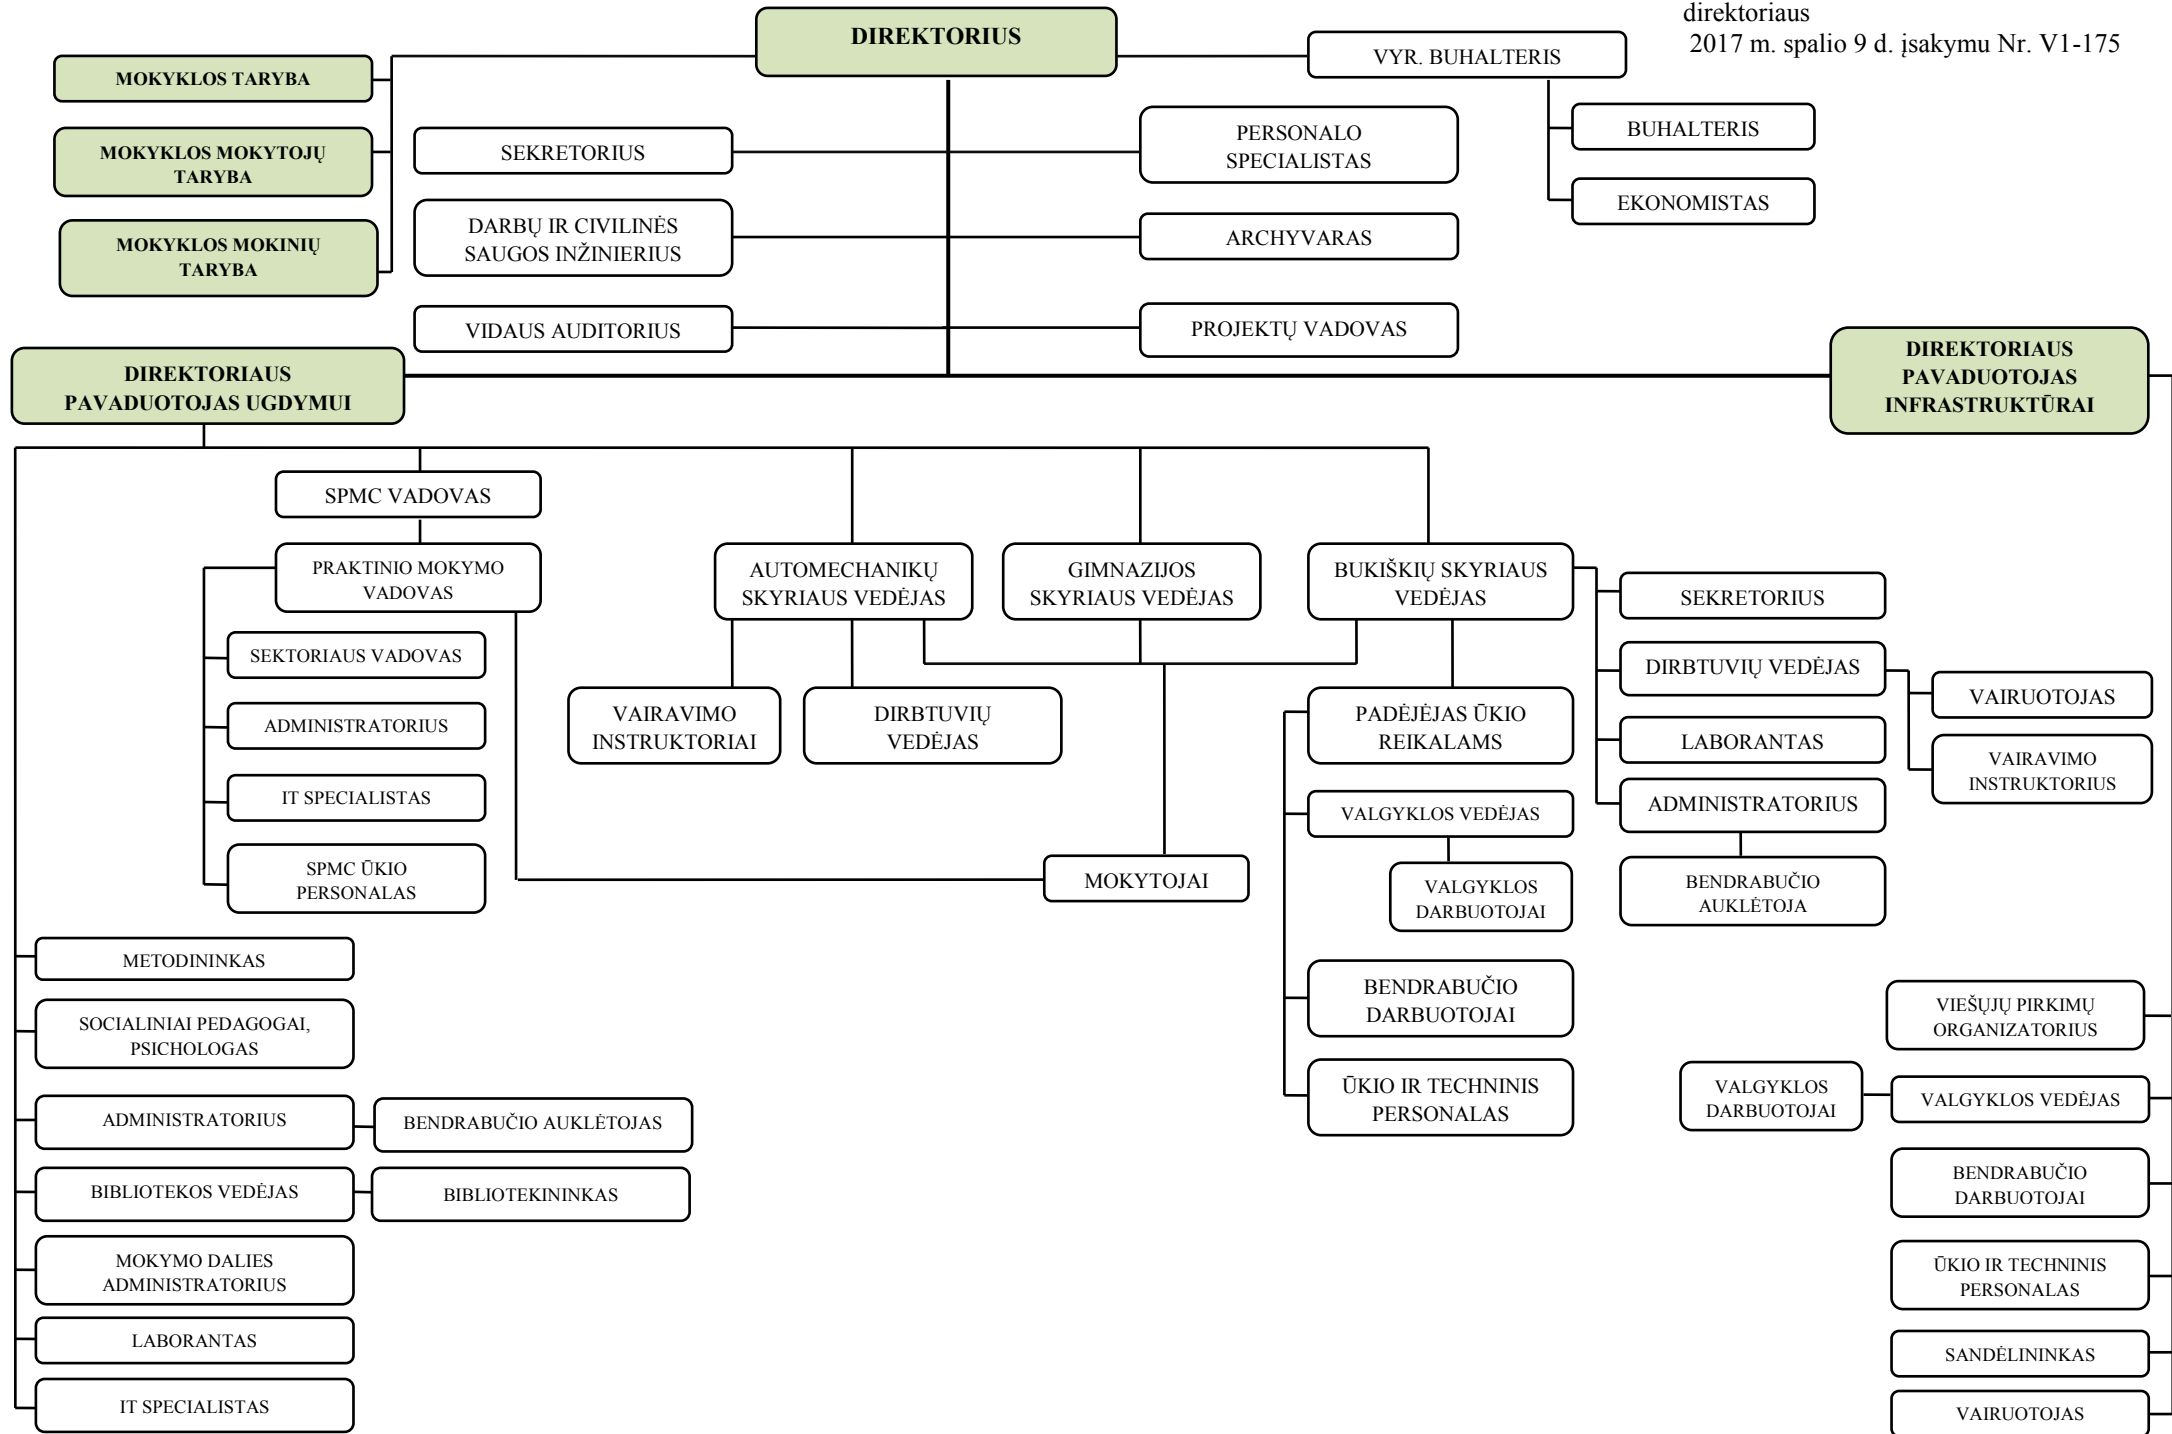 direktoriaus
2017 m. spalio 9 d. įsakymu Nr. V1-175
DIREKTORIUS
VYR. BUHALTERIS
MOKYKLOS TARYBA
BUHALTERIS
MOKYKLOS MOKYTOJŲ
TARYBA
SEKRETORIUS
PERSONALO
SPECIALISTAS
EKONOMISTAS
MOKYKLOS MOKINIŲ
TARYBA
DARBŲ IR CIVILINĖS
SAUGOS INŽINIERIUS
ARCHYVARAS
VIDAUS AUDITORIUS
PROJEKTŲ VADOVAS
DIREKTORIAUS
PAVADUOTOJAS UGDYMUI
DIREKTORIAUS
PAVADUOTOJAS
INFRASTRUKTŪRAI
SPMC VADOVAS
PRAKTINIO MOKYMO
VADOVAS
AUTOMECHANIKŲ
SKYRIAUS VEDĖJAS
GIMNAZIJOS
SKYRIAUS VEDĖJAS
BUKIŠKIŲ SKYRIAUS
VEDĖJAS
SEKRETORIUS
SEKTORIAUS VADOVAS
DIRBTUVIŲ VEDĖJAS
VAIRUOTOJAS
ADMINISTRATORIUS
VAIRAVIMO
INSTRUKTORIAI
DIRBTUVIŲ
VEDĖJAS
PADĖJĖJAS ŪKIO
REIKALAMS
LABORANTAS
VAIRAVIMO
INSTRUKTORIUS
IT SPECIALISTAS
VALGYKLOS VEDĖJAS
ADMINISTRATORIUS
SPMC ŪKIO
PERSONALAS
MOKYTOJAI
VALGYKLOS
DARBUOTOJAI
BENDRABUČIO
AUKLĖTOJA
METODININKAS
BENDRABUČIO
DARBUOTOJAI
VIEŠŲJŲ PIRKIMŲ
ORGANIZATORIUS
SOCIALINIAI PEDAGOGAI,
PSICHOLOGAS
ŪKIO IR TECHNINIS
PERSONALAS
VALGYKLOS
DARBUOTOJAI
VALGYKLOS VEDĖJAS
ADMINISTRATORIUS
BENDRABUČIO AUKLĖTOJAS
BIBLIOTEKOS VEDĖJAS
BIBLIOTEKININKAS
BENDRABUČIO
DARBUOTOJAI
MOKYMO DALIES
ADMINISTRATORIUS
ŪKIO IR TECHNINIS
PERSONALAS
LABORANTAS
SANDĖLININKAS
IT SPECIALISTAS
VAIRUOTOJAS